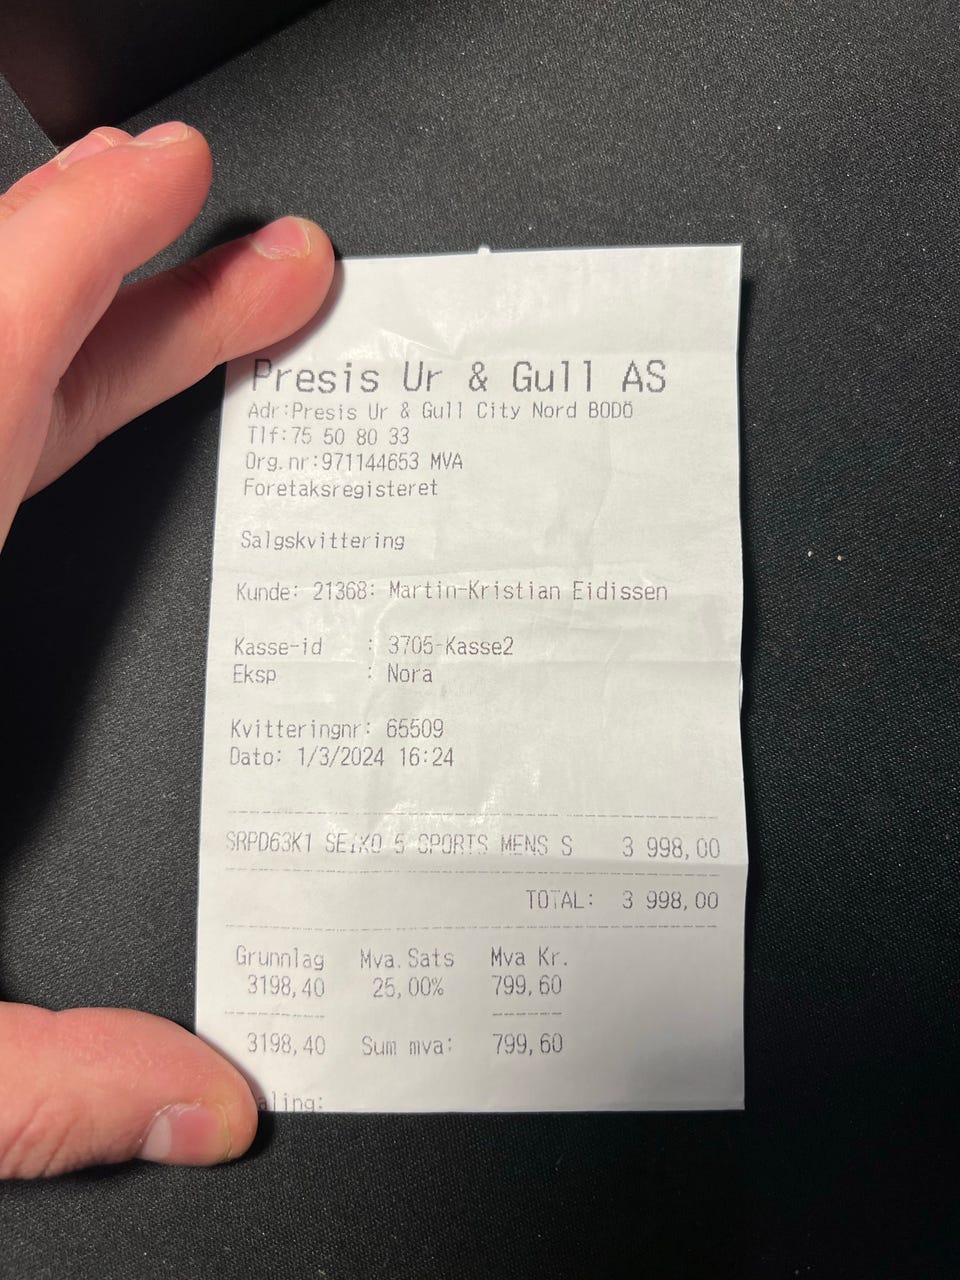 Presis Ur & Gull AS
Adr:Presis Ur & Gull City Nord BODÖ
Tlf:75 50 80 33
Org.nr:971144653 MVA
Foretaksregisteret
Salgskvittering
Kunde: 21368: Martin-Kristian Eidissen
Kasse-id : 3705-Kasse2
Eksp : Nora
Kvitteringnr: 65509
Dato: 1/3/2024 16:24
SRPD63K1 SEIKO 5 SPORTS MENS S 3 998,00
TOTAL: 3 998,00
Grunnlag Mva.Sats Mva Kr.
3198,40 25,00% 799,60
3198,40 Sum mva: 799,60